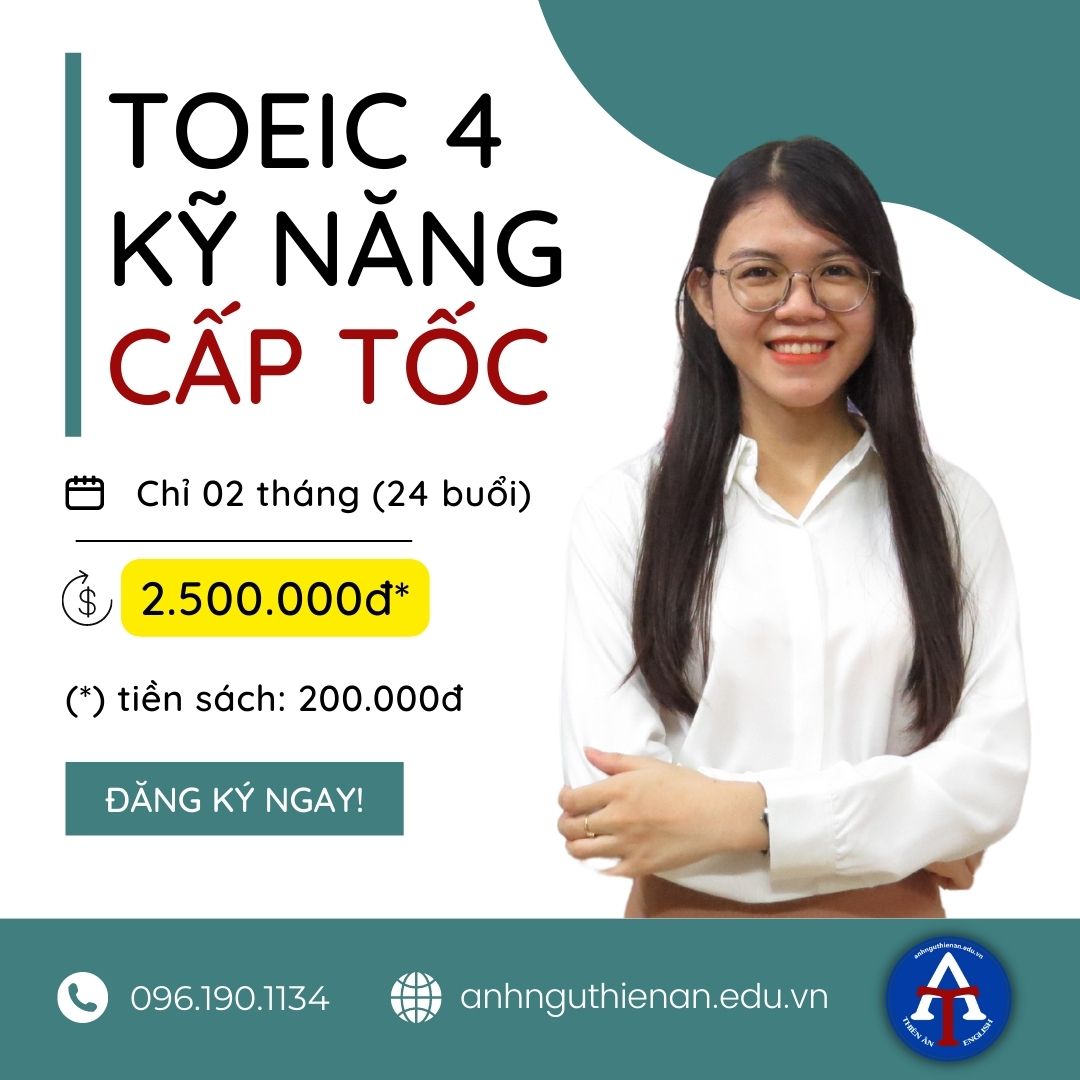 TOEIC 4
KỸ NĂNG
CẤP TỐC
Chỉ 02 tháng (24 buổi)
$
2.500.000đ*
(*) tiền sách: 200.000đ
ĐĂNG KÝ NGAY!
096.190.1134
anhnguthienan.edu.vn
anhnguthienan.edu.vn
AT
THIÊN ÂN ENGLISH